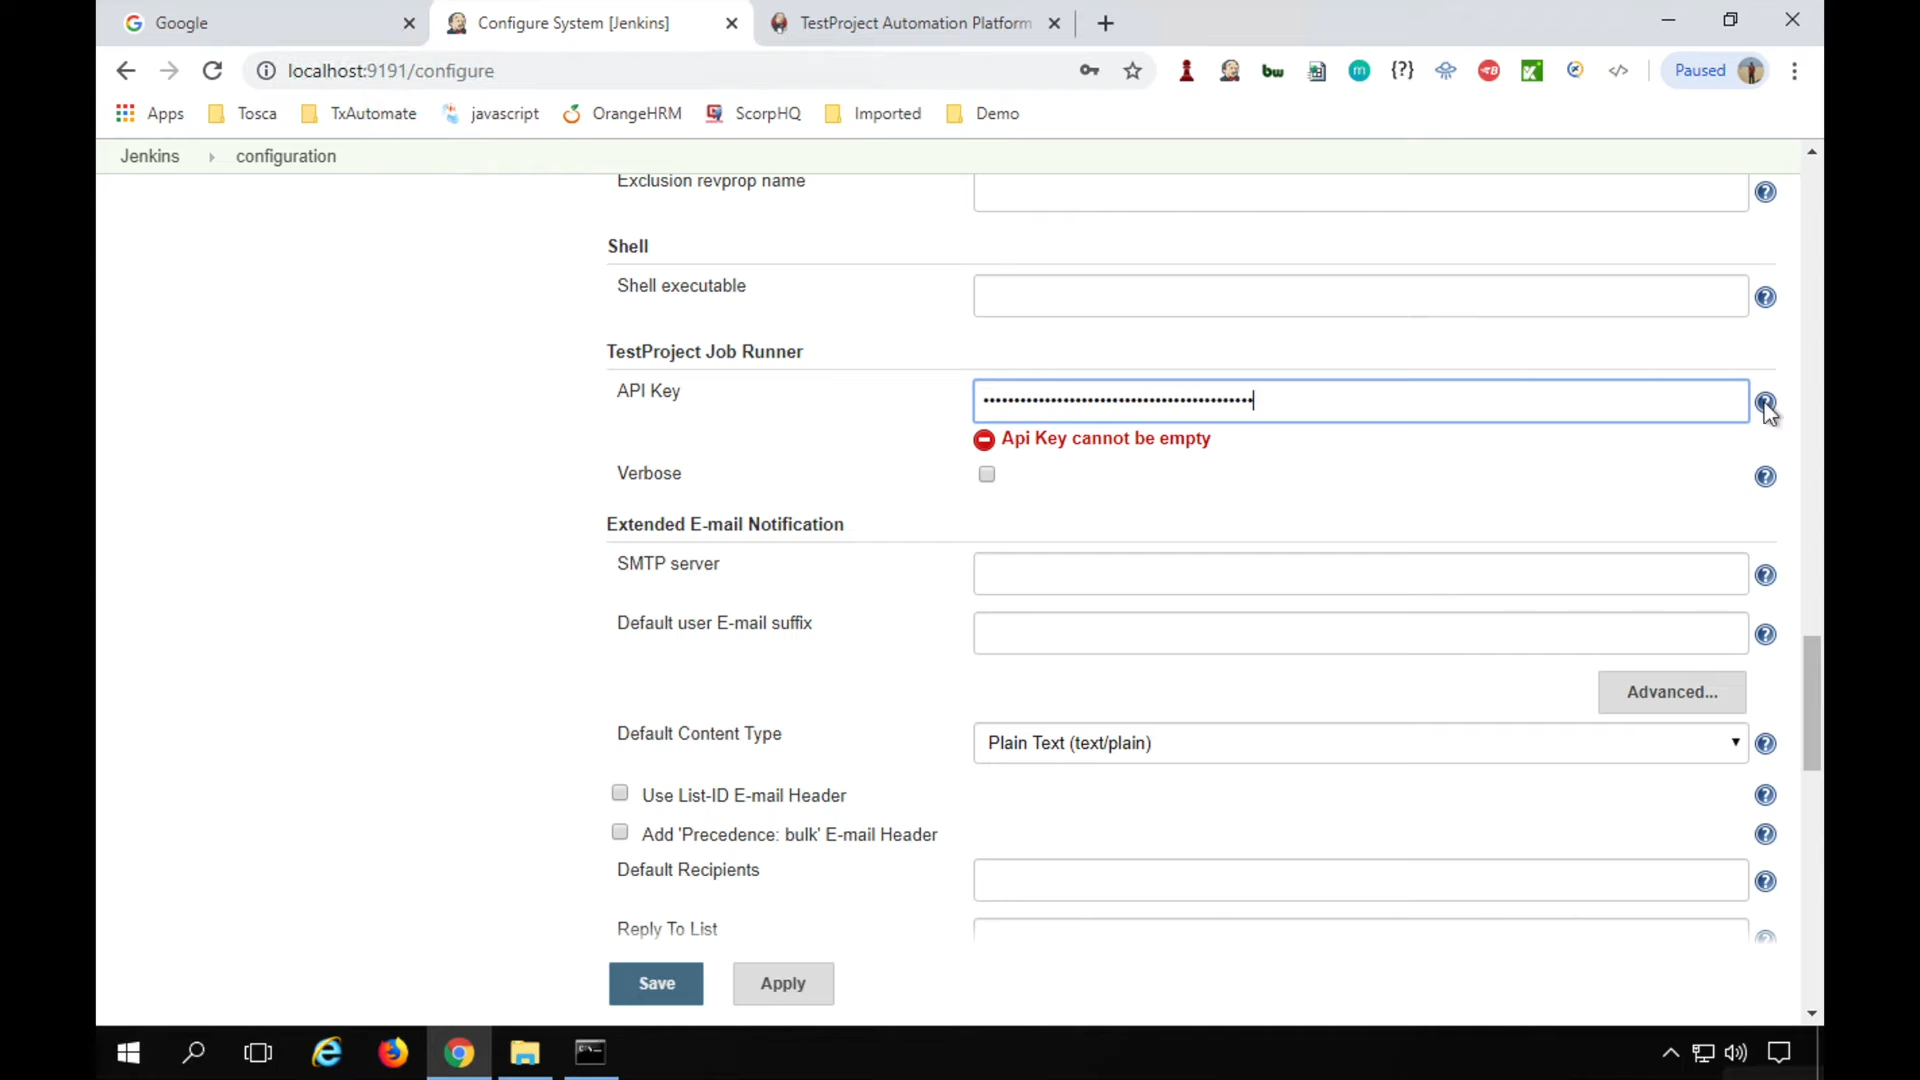 Google
Configure System [Jenkins]
TestProject Automation Platform
localhost:9191/configure
Paused
Apps
Tosca
TxAutomate
javascript
OrangeHRM
ScorpHQ
Imported
Demo
Jenkins
configuration
Exclusion revprop name
Shell
Shell executable
TestProject Job Runner
API Key
Api Key cannot be empty
Verbose
Extended E-mail Notification
SMTP server
Default user E-mail suffix
Advanced...
Default Content Type
Plain Text (text/plain)
Use List-ID E-mail Header
Add 'Precedence: bulk' E-mail Header
Default Recipients
Reply To List
Save
Apply